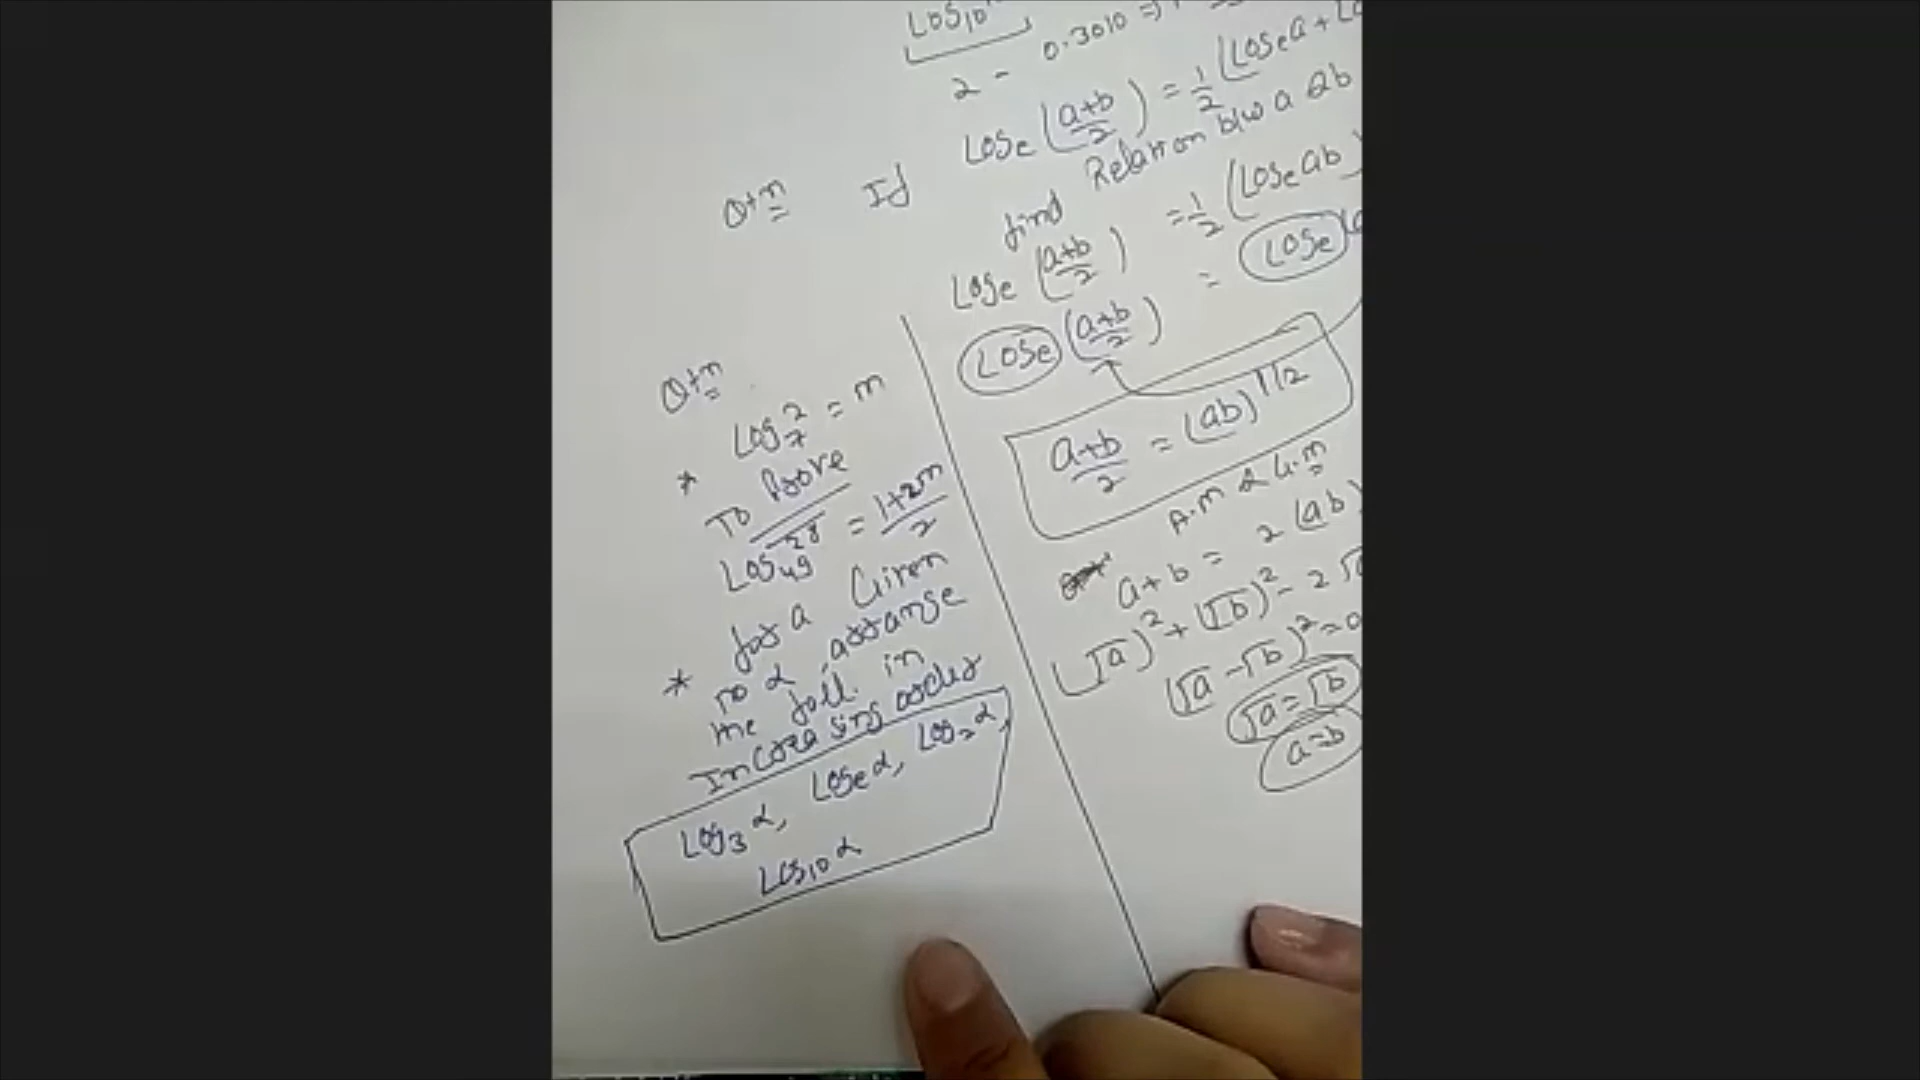 Log10
2 - 0.3010 =)
Qtn = If Loge (a+b/2) = 1/2 (Logea +
find Relation b/w a & b
Loge (a+b/2) = 1/2 (Logeab)
Loge (a+b/2) = Loge
a+b/2 = (ab)^1/2
A.M & G.M
a+b = 2 (ab)
(√a)² + (√b)² - 2√
(√a - √b)² = 0
√a = √b
a=b
Qtn =
* Log7 2 = m
To Prove
Log49 28 = 1+2m/2
* for a Given
no α, arrange
the foll. in
Increasing order
Log3 α, Loge α, Log2 α,
Log10 α